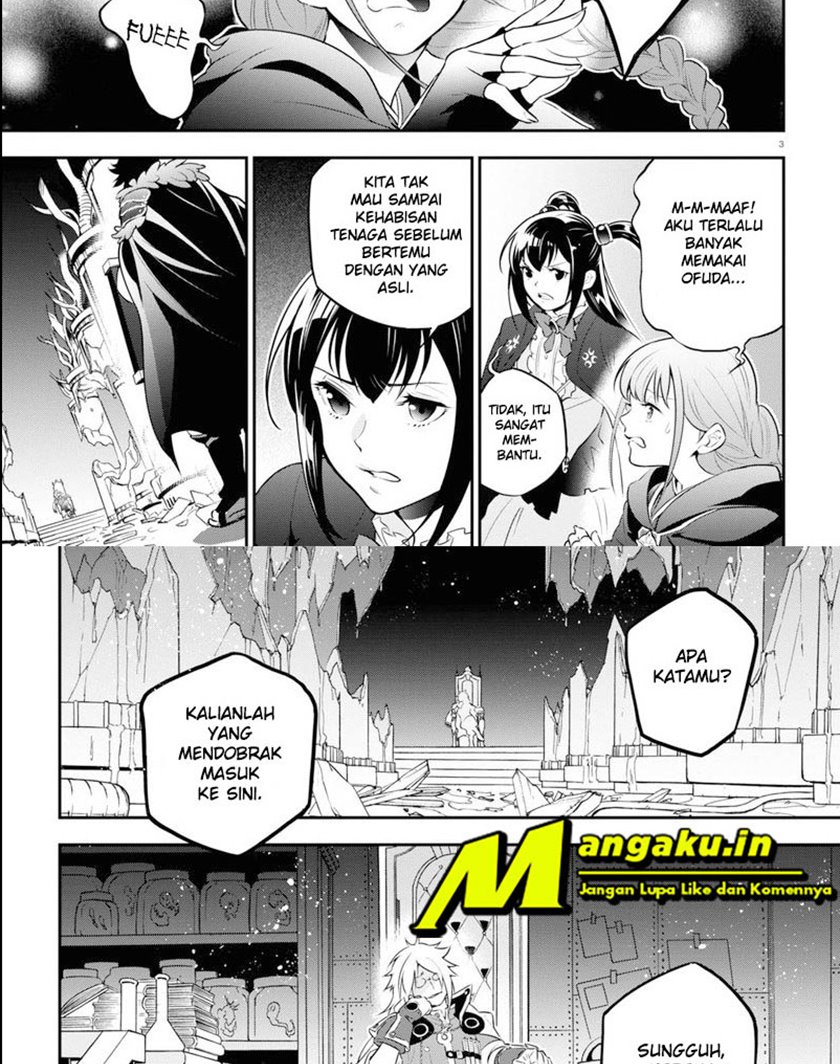 FUEEE
3
M-M-MAAF!
AKU TERLALU
BANYAK
MEMAKAI
OFUDA...
TIDAK, ITU
SANGAT
MEM-
BANTU.
KITA TAK
MAU SAMPAI
KEHABISAN
TENAGA SEBELUM
BERTEMU
DENGAN YANG
ASLI.
APA
KATAMU?
KALIANLAH
YANG
MENDOBRAK
MASUK
KE SINI.
Mangaku.in
Jangan Lupa Like dan Komennya
SUNGGUH,